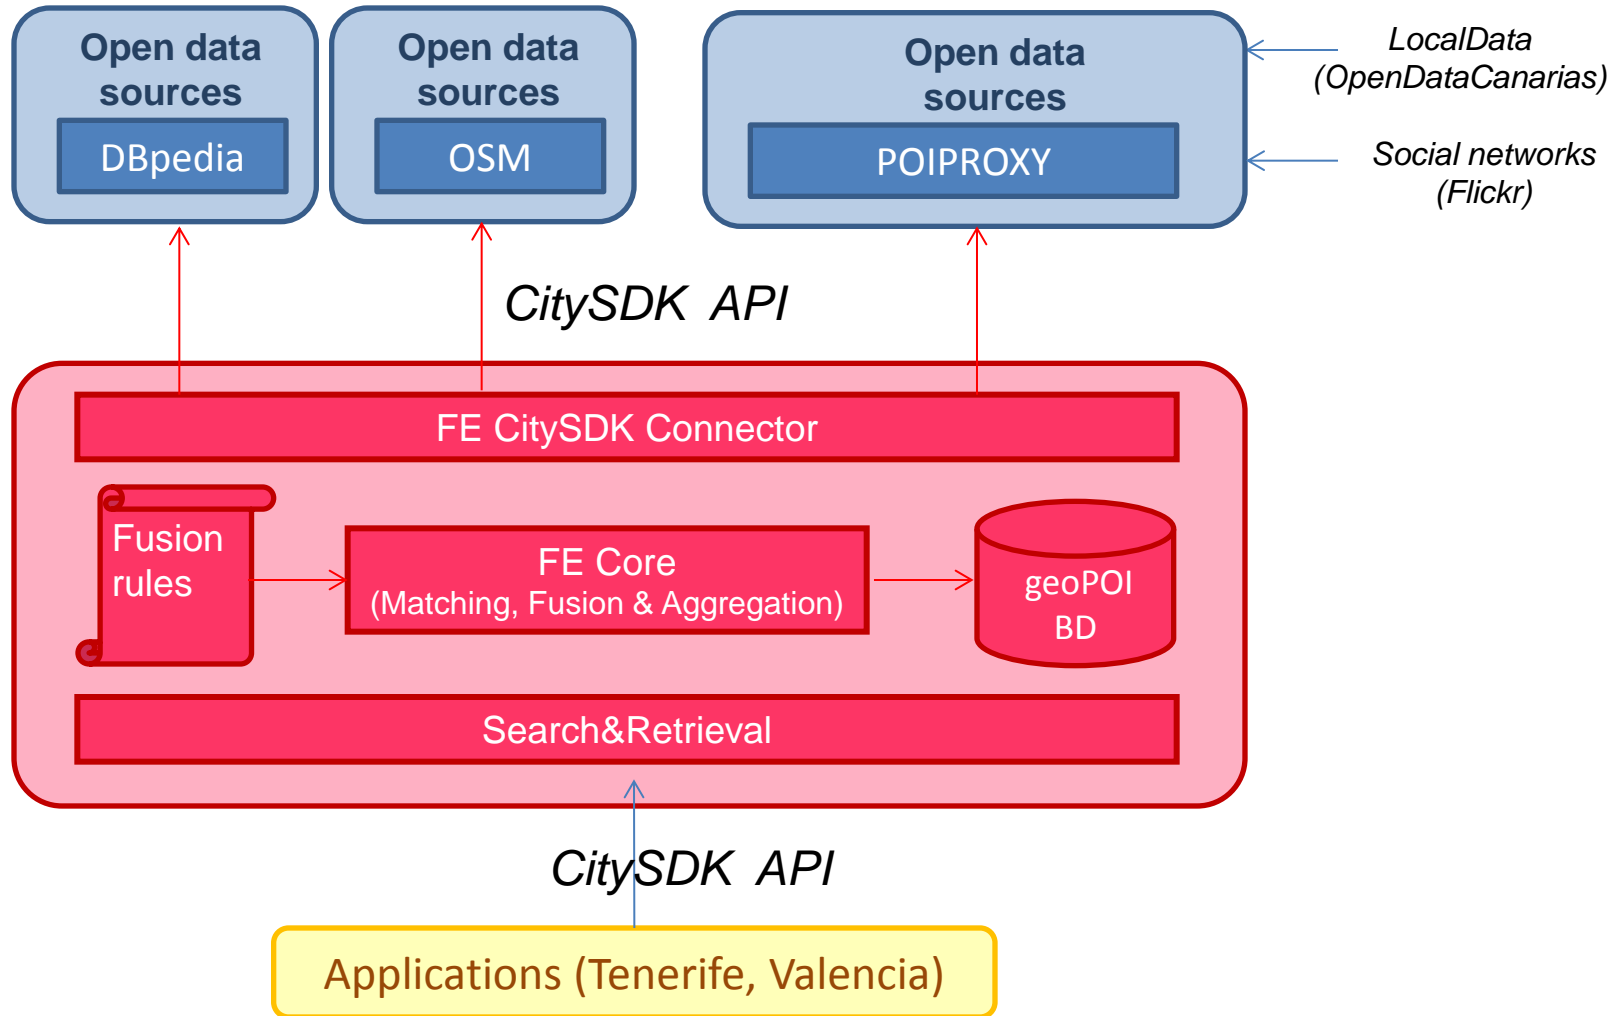 Open data
sources
DBpedia
Open data
sources
OSM
Open data
sources
POIPROXY
LocalData
(OpenDataCanarias)
Social networks
(Flickr)
CitySDK API
FE CitySDK Connector
Fusion
rules
FE Core
(Matching, Fusion & Aggregation)
geoPOI
BD
Search&Retrieval
CitySDK API
Applications (Tenerife, Valencia)